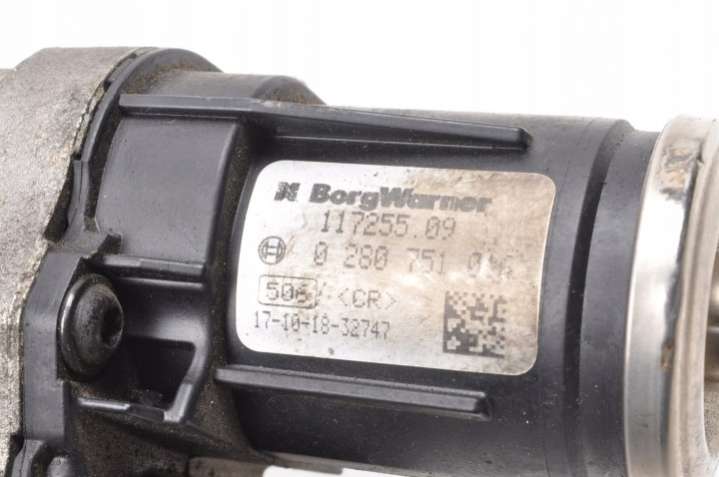 BorgWarner
117255.09
0 280 751
506 <CR>
17-10-18-32747